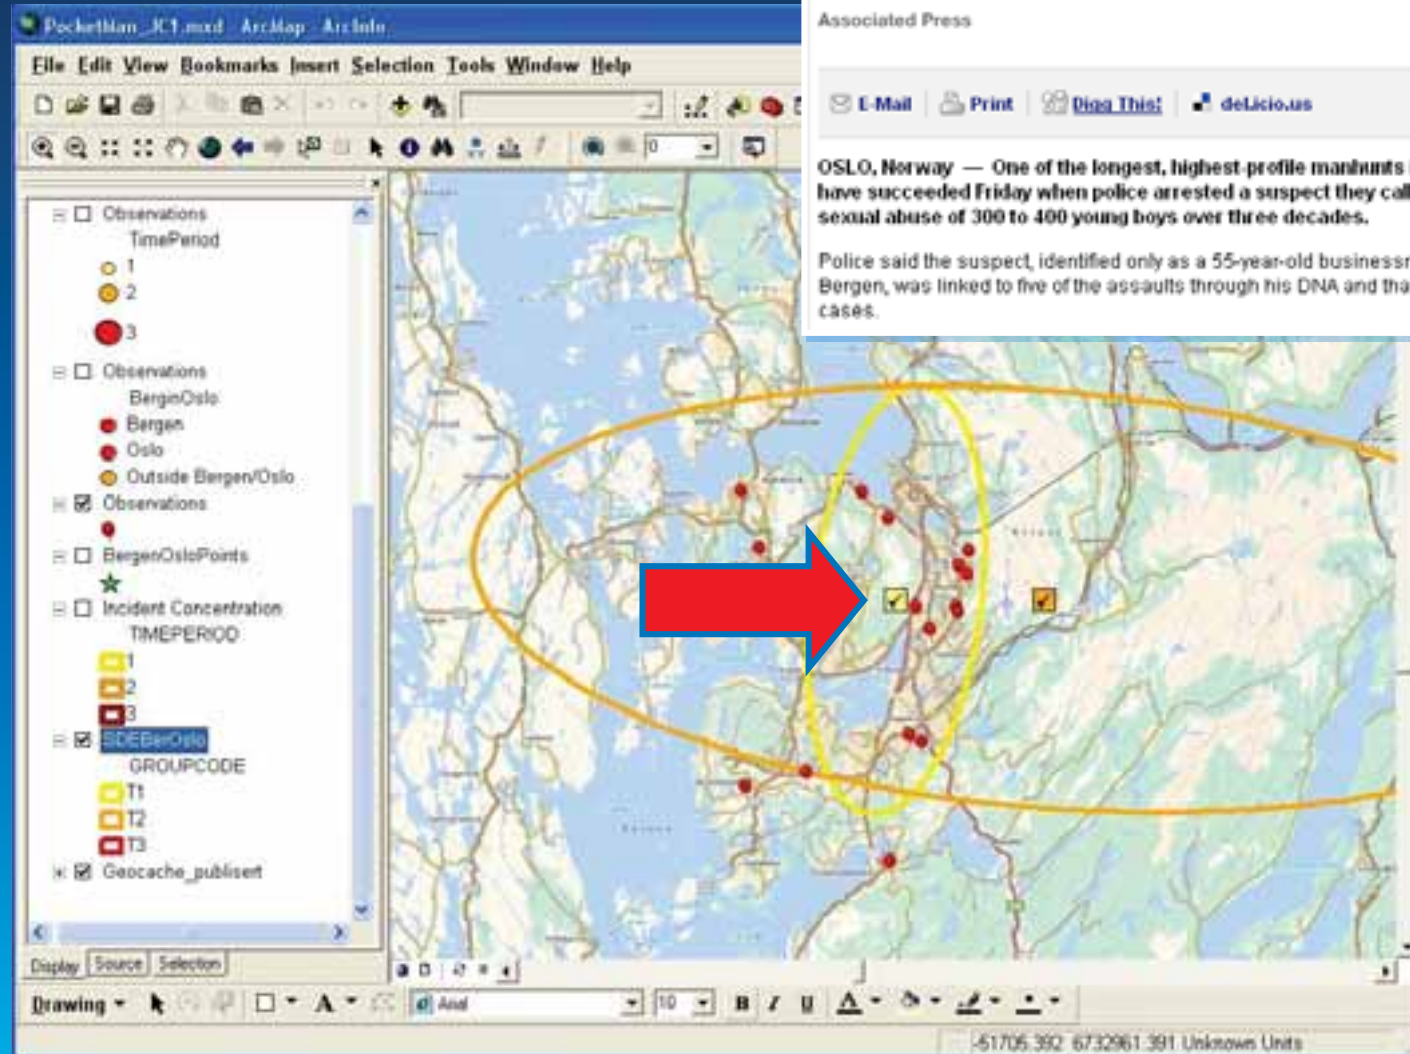 PocketMan_JC1.mxd - ArcMap - ArcInfo
File Edit View Bookmarks Insert Selection Tools Window Help
0
Associated Press
E-Mail Print Digg This! del.icio.us
OSLO, Norway — One of the longest, highest-profile manhunts
have succeeded Friday when police arrested a suspect they call
sexual abuse of 300 to 400 young boys over three decades.
Police said the suspect, identified only as a 55-year-old business
Bergen, was linked to five of the assaults through his DNA and tha
cases.
Observations
TimePeriod
1
2
3
Observations
BerginOslo
Bergen
Oslo
Outside Bergen/Oslo
Observations
BergenOsloPoints
Incident Concentration
TIMEPERIOD
1
2
3
SDEBerOslo
GROUPCODE
T1
T2
T3
Geocache_publisert
Display Source Selection
Drawing A Arial 10 B I U A
-51705.392 6732961.391 Unknown Units